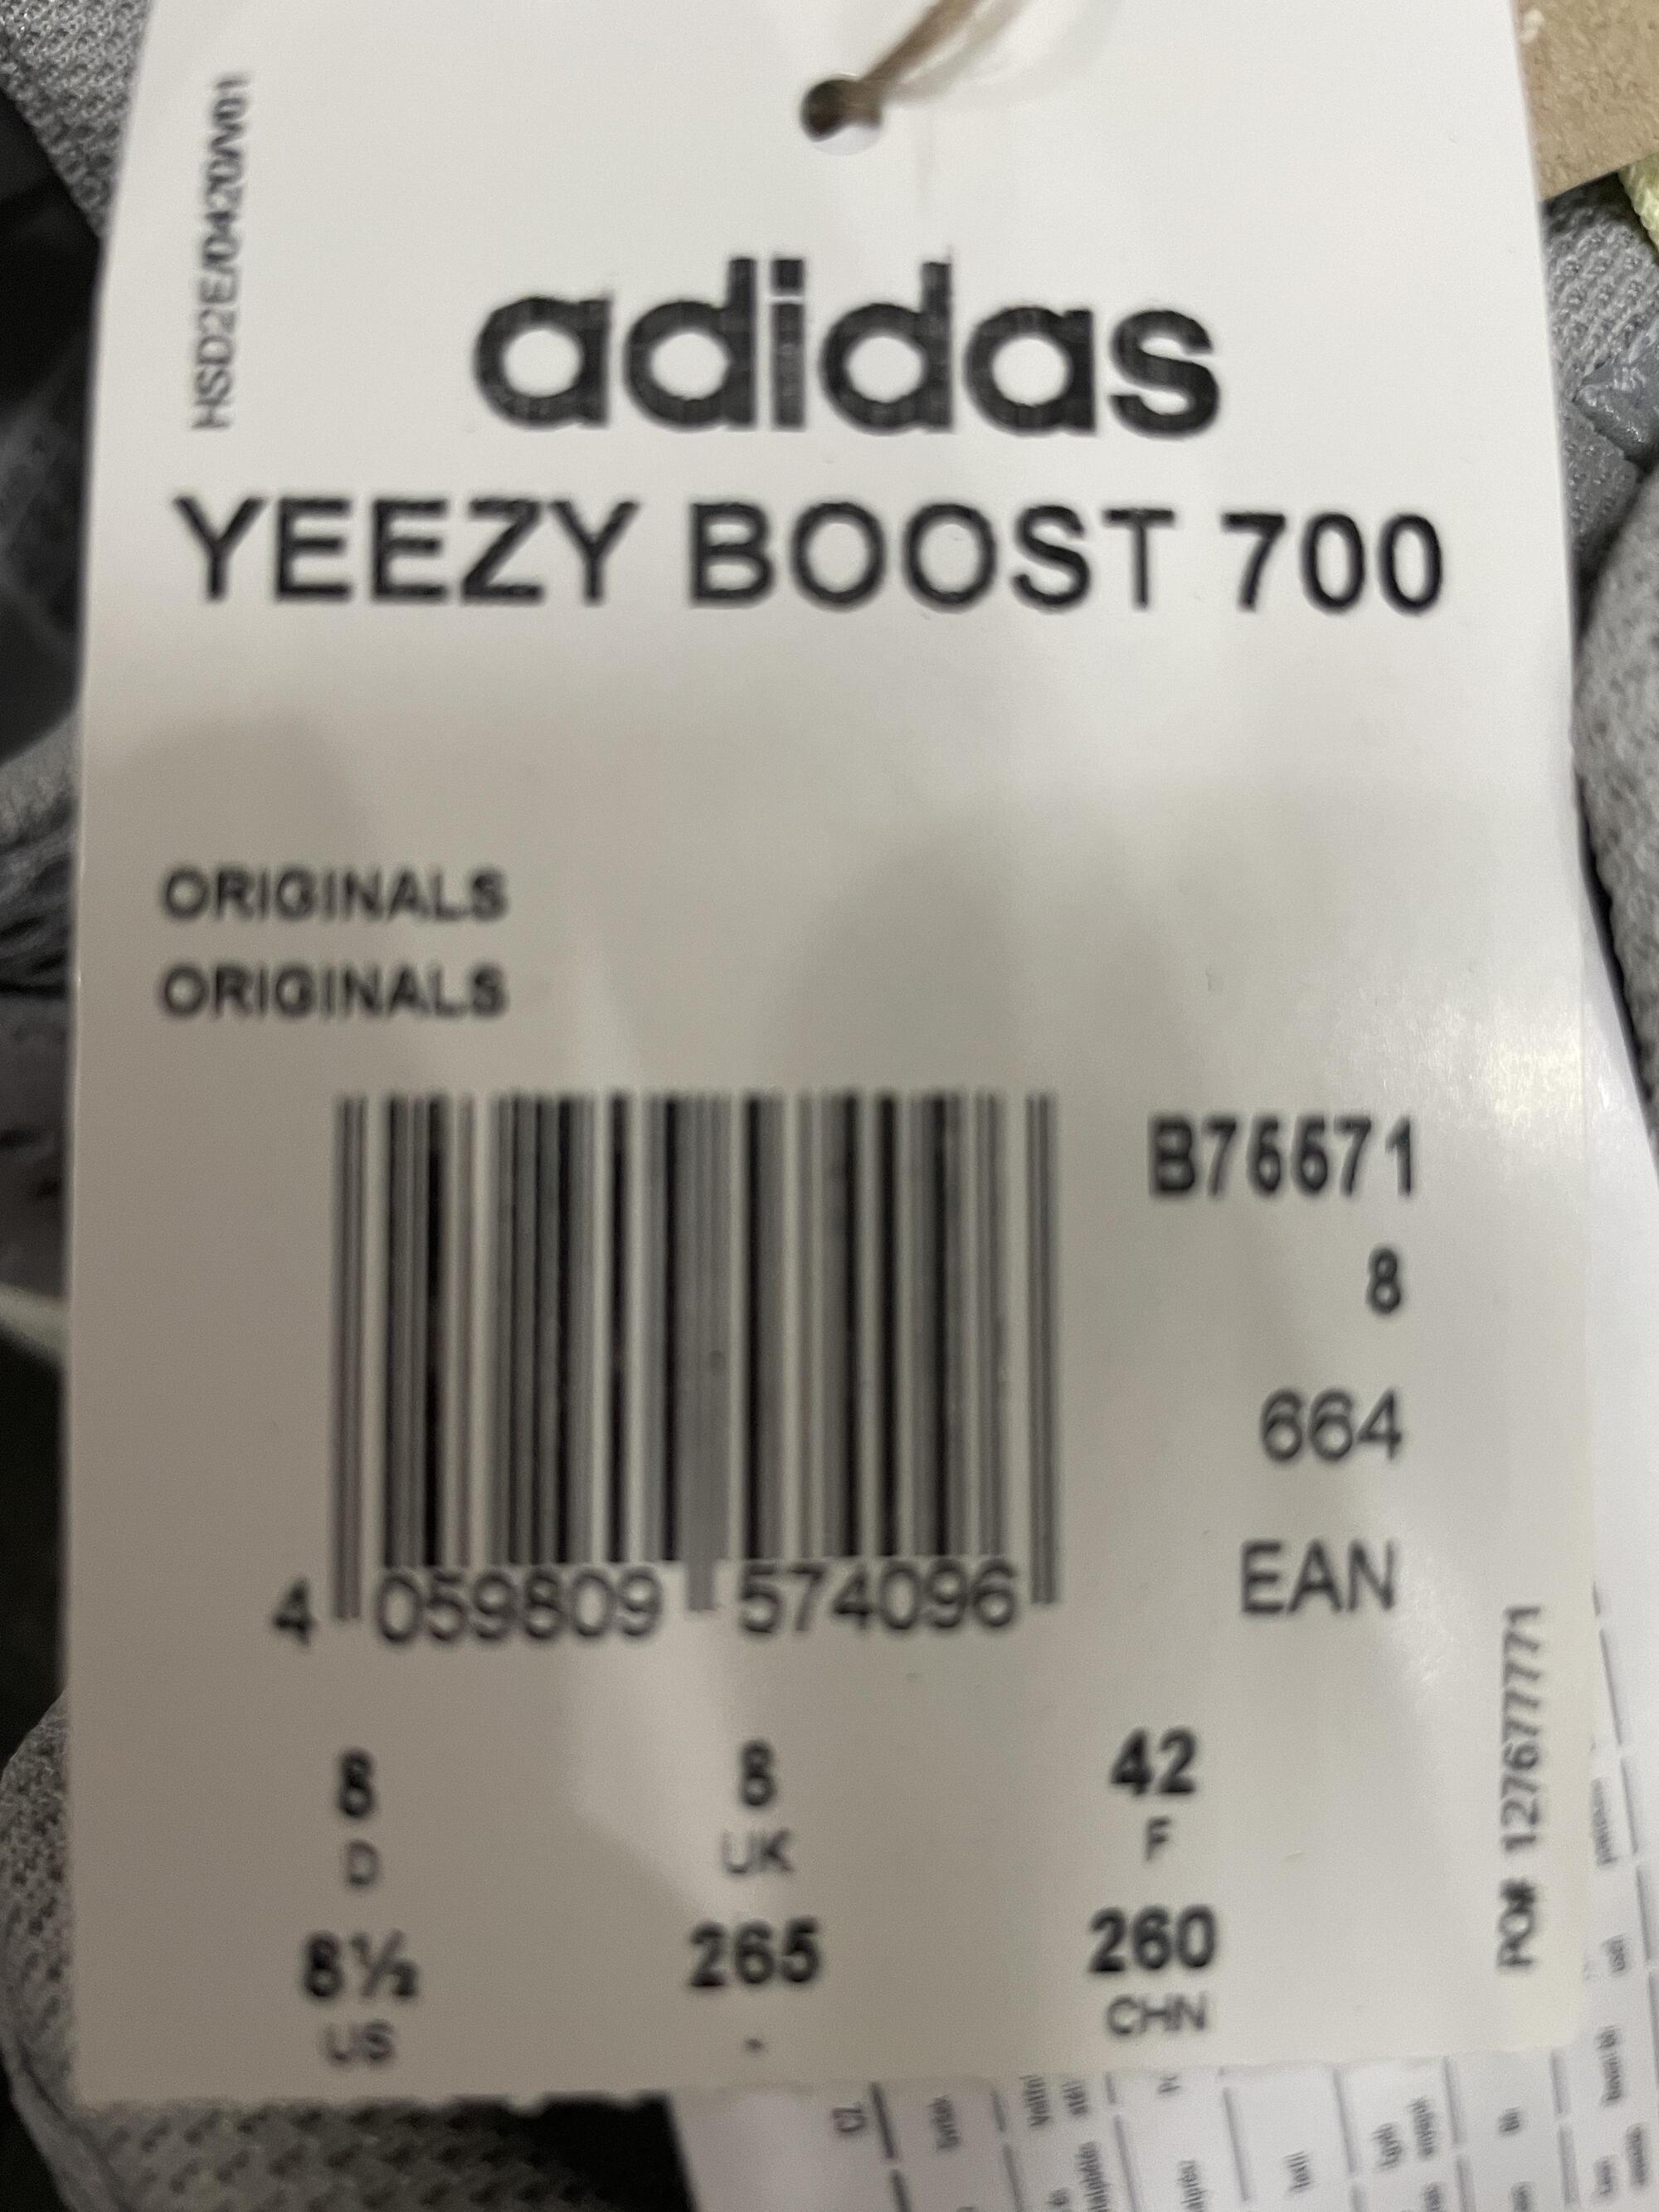 HSD2E/0420/V01
adidas
YEEZY BOOST 700
ORIGINALS
ORIGINALS
B75571
8
664
EAN
4 059809 574096
8 8 42
D UK F
8½ 265 260
US - CHN
PO# 127677771
CZ